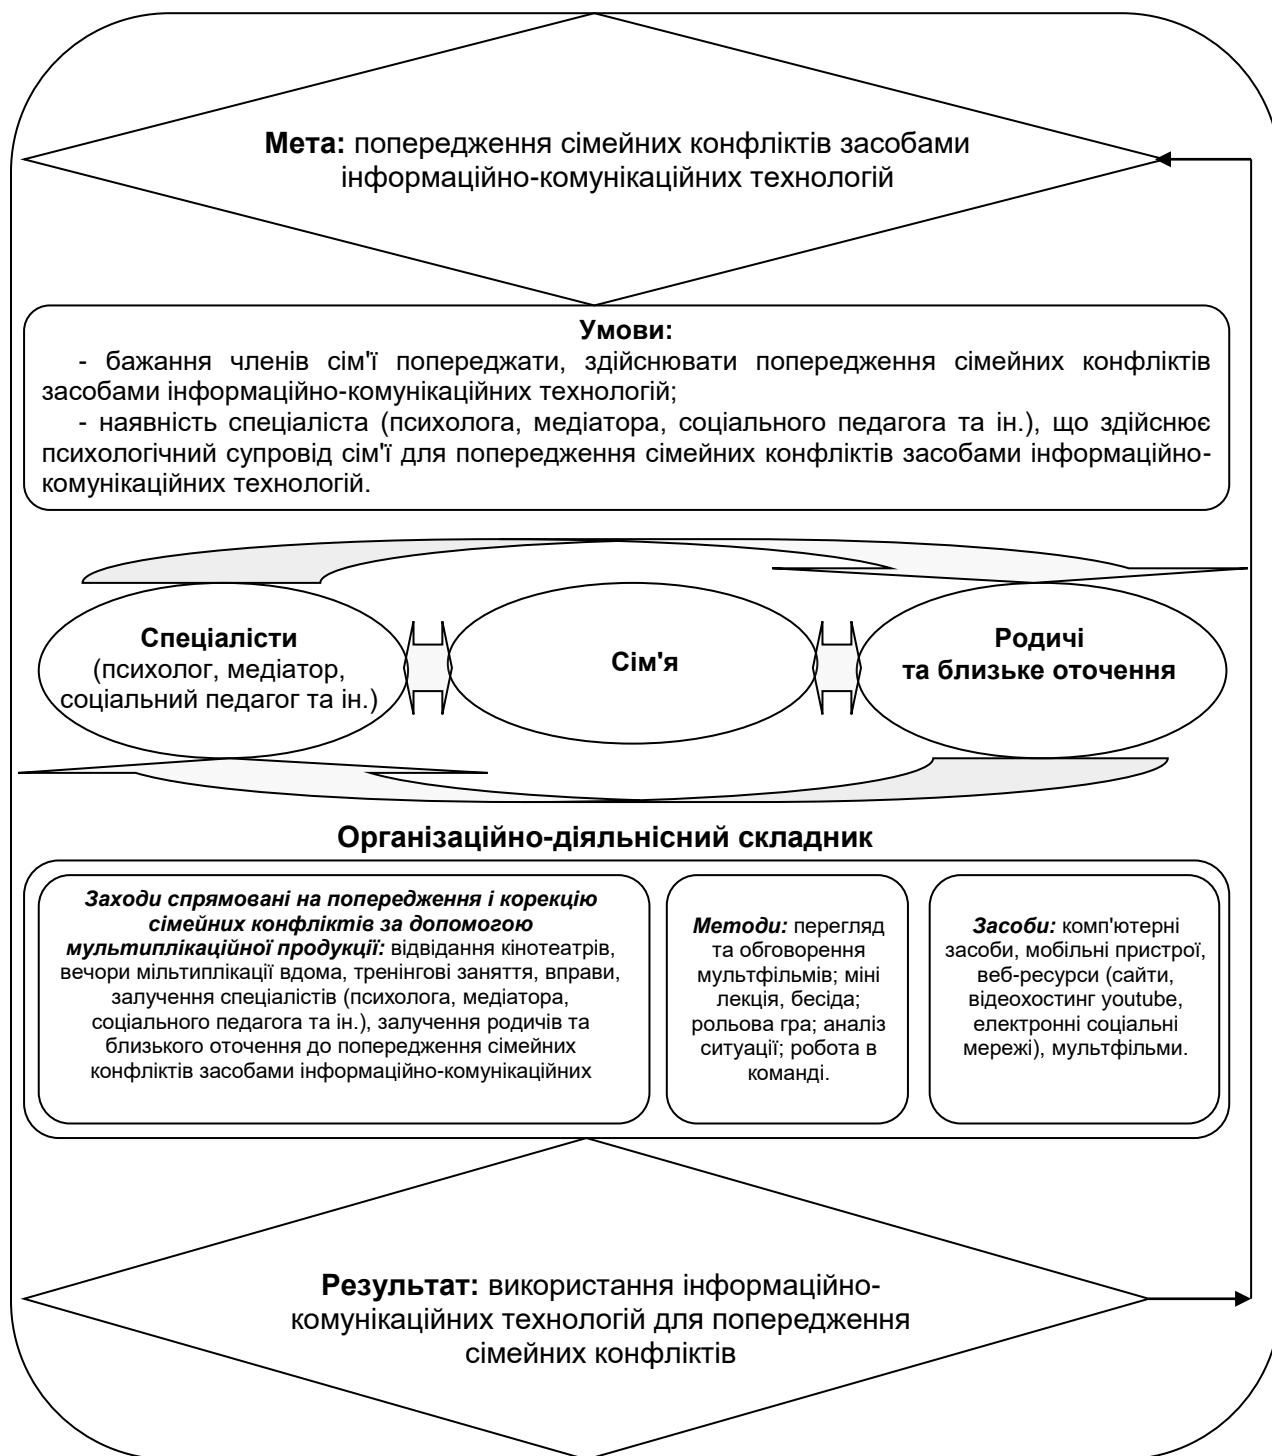 Мета: попередження сімейних конфліктів засобами
інформаційно-комунікаційних технологій
Умови:
- бажання членів сім'ї попереджати, здійснювати попередження сімейних конфліктів
засобами інформаційно-комунікаційних технологій;
- наявність спеціаліста (психолога, медіатора, соціального педагога та ін.), що здійснює
психологічний супровід сім'ї для попередження сімейних конфліктів засобами інформаційно-
комунікаційних технологій.
Спеціалісти
(психолог, медіатор,
соціальний педагог та ін.)
Сім'я
Родичі
та близьке оточення
Організаційно-діяльнісний складник
Заходи спрямовані на попередження і корекцію
сімейних конфліктів за допомогою
мультиплікаційної продукції: відвідання кінотеатрів,
вечори мільтиплікації вдома, тренінгові заняття, вправи,
залучення спеціалістів (психолога, медіатора,
соціального педагога та ін.), залучення родичів та
близького оточення до попередження сімейних
конфліктів засобами інформаційно-комунікаційних
Методи: перегляд
та обговорення
мультфільмів; міні
лекція, бесіда;
рольова гра; аналіз
ситуації; робота в
команді.
Засоби: комп'ютерні
засоби, мобільні пристрої,
веб-ресурси (сайти,
відеохостинг youtube,
електронні соціальні
мережі), мультфільми.
Результат: використання інформаційно-
комунікаційних технологій для попередження
сімейних конфліктів